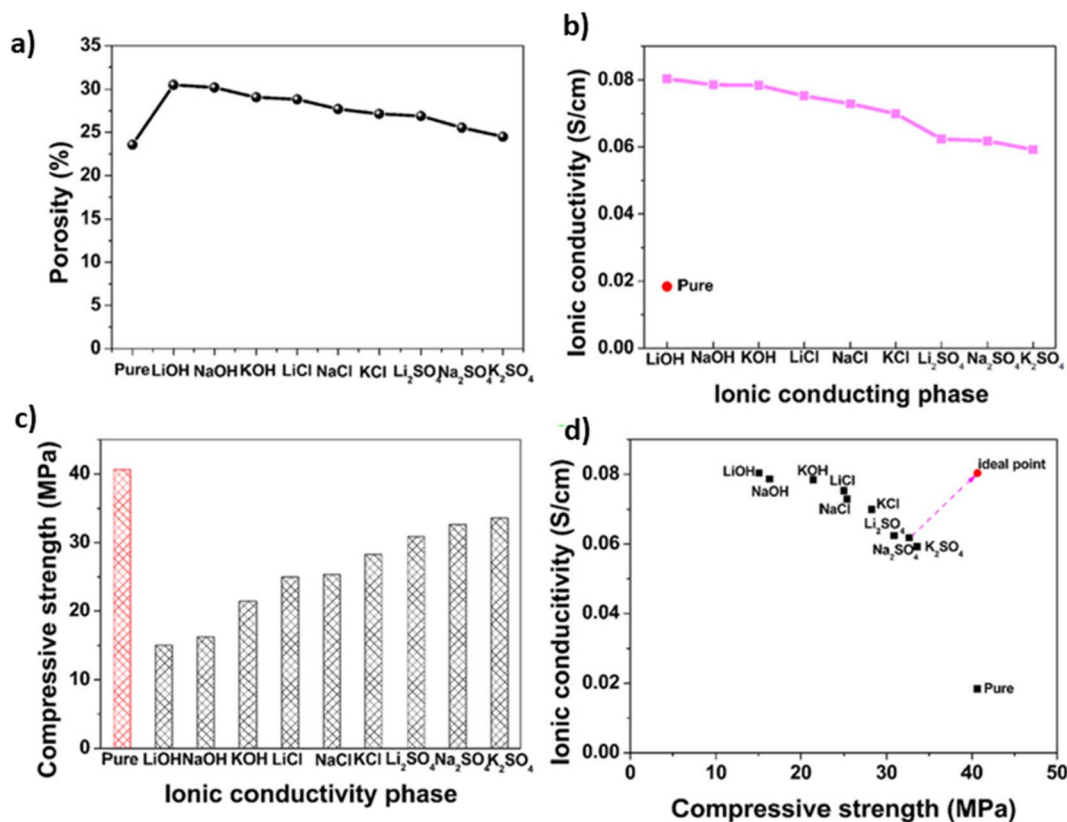 a)
Porosity (%)
35
30
25
20
15
10
5
0
Pure LiOH NaOH KOH LiCl NaCl KCl Li₂SO₄ Na₂SO₄ K₂SO₄
b)
Ionic conductivity (S/cm)
0.08
0.06
0.04
0.02
0.00
Pure
LiOH NaOH KOH LiCl NaCl KCl Li₂SO₄ Na₂SO₄ K₂SO₄
Ionic conducting phase
c)
Compressive strength (MPa)
40
30
20
10
0
Pure LiOH NaOH KOH LiCl NaCl KCl Li₂SO₄ Na₂SO₄ K₂SO₄
Ionic conductivity phase
d)
Ionic conducitivity (S/cm)
0.08
0.06
0.04
0.02
0.00
ideal point
LiOH
NaOH
KOH
LiCl
NaCl
KCl
Li₂SO₄
Na₂SO₄
K₂SO₄
Pure
0 10 20 30 40 50
Compressive strength (MPa)